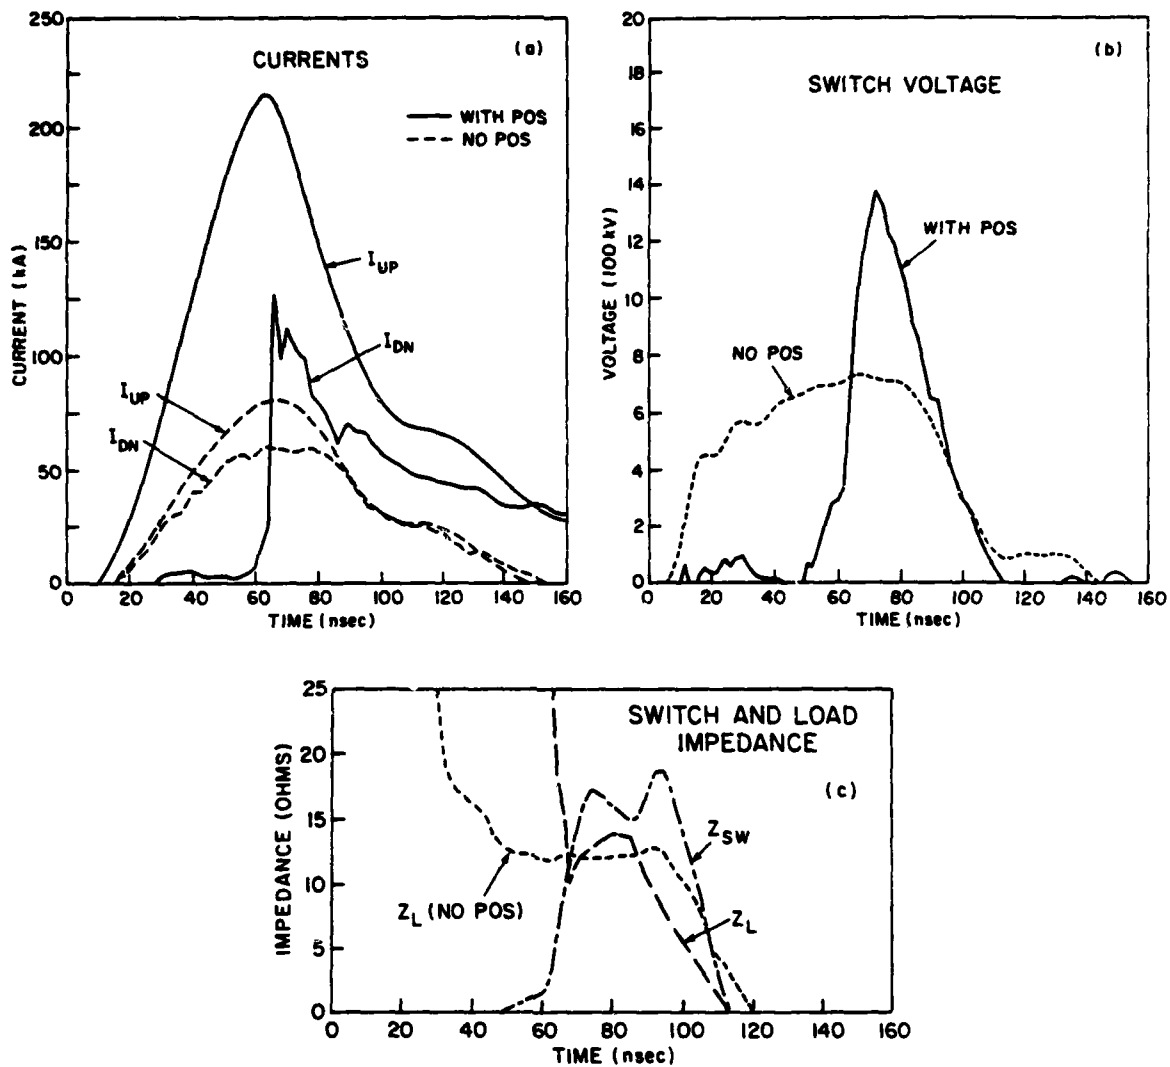 250
200
150
100
50
0
CURRENT (kA)
CURRENTS
(a)
WITH POS
NO POS
I_UP
I_DN
I_UP
I_DN
0 20 40 60 80 100 120 140 160
TIME (nsec)
20
18
16
14
12
10
8
6
4
2
0
VOLTAGE (100 kV)
(b)
SWITCH VOLTAGE
WITH POS
NO POS
0 20 40 60 80 100 120 140 160
TIME (nsec)
25
20
15
10
5
0
IMPEDANCE (OHMS)
SWITCH AND LOAD
IMPEDANCE
(c)
Z_SW
Z_L (NO POS)
Z_L
0 20 40 60 80 100 120 140 160
TIME (nsec)